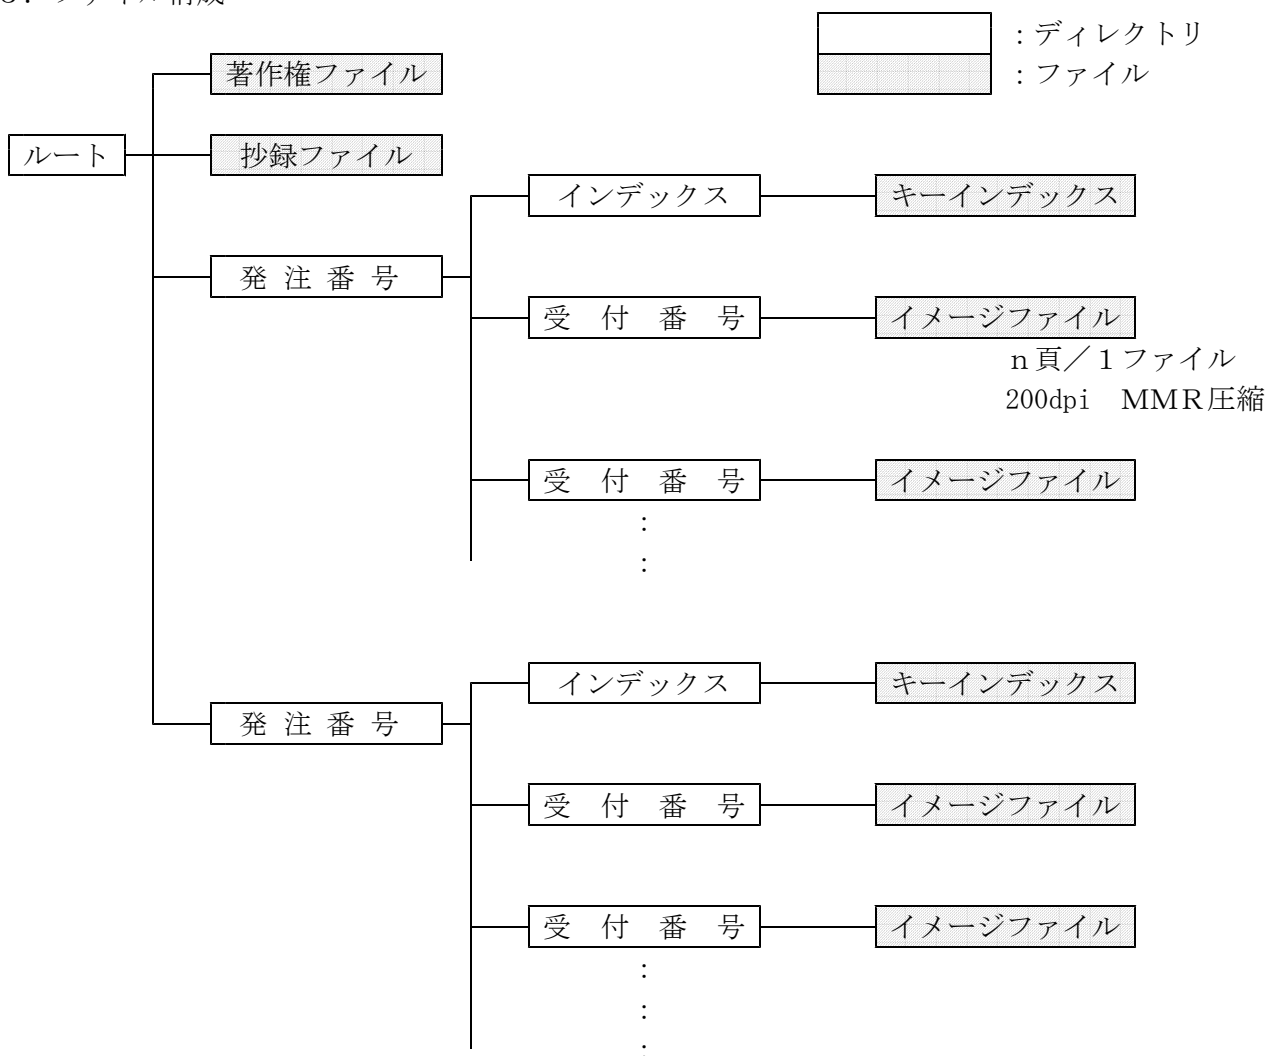 ファイル構成
：ディレクトリ
：ファイル
著作権ファイル
ルート
抄録ファイル
インデックス　キーインデックス
発 注 番 号
受　付　番　号　イメージファイル
ｎ頁／１ファイル
200dpi　ＭＭＲ圧縮
受　付　番　号　イメージファイル
：
：
インデックス　キーインデックス
発 注 番 号
受　付　番　号　イメージファイル
受　付　番　号　イメージファイル
：
：
：